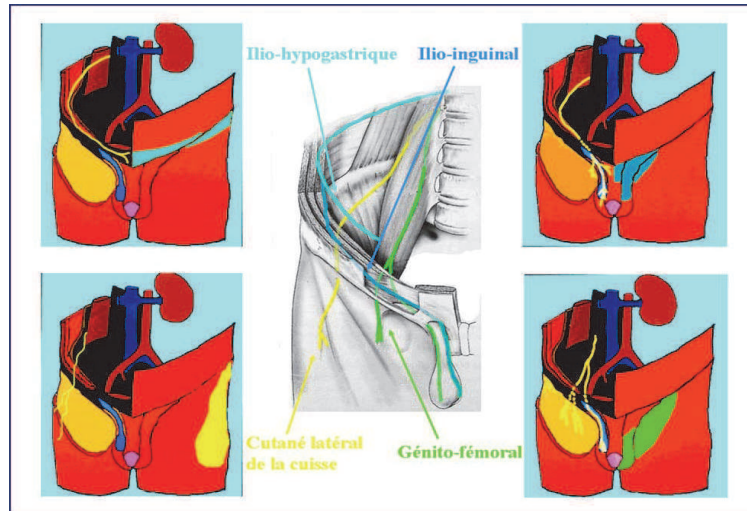 Ilio-hypogastrique
Ilio-inguinal
Cutané latéral
de la cuisse
Génito-fémoral